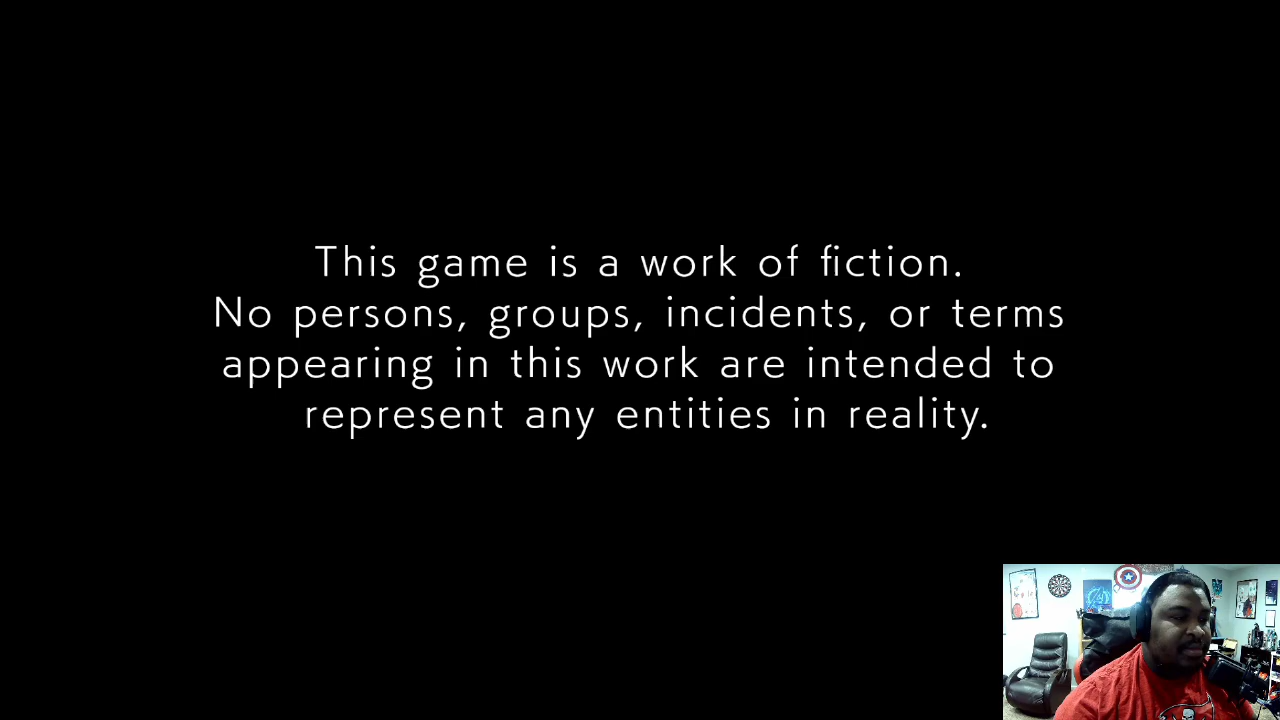 This game is a work of fiction.
No persons, groups, incidents, or terms
appearing in this work are intended to
represent any entities in reality.